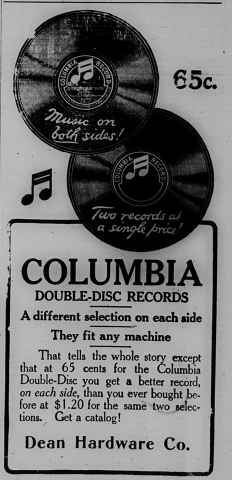 COLUMBIA RECORD
65c.
Music on
both sides!
COLUMBIA RECORD
Two records at
a single price!
COLUMBIA
DOUBLE-DISC RECORDS
A different selection on each side
They fit any machine
That tells the whole story except
that at 65 cents for the Columbia
Double-Disc you get a better record,
on each side, than you ever bought be-
fore at $1.20 for the same two selec-
tions. Get a catalog!
Dean Hardware Co.